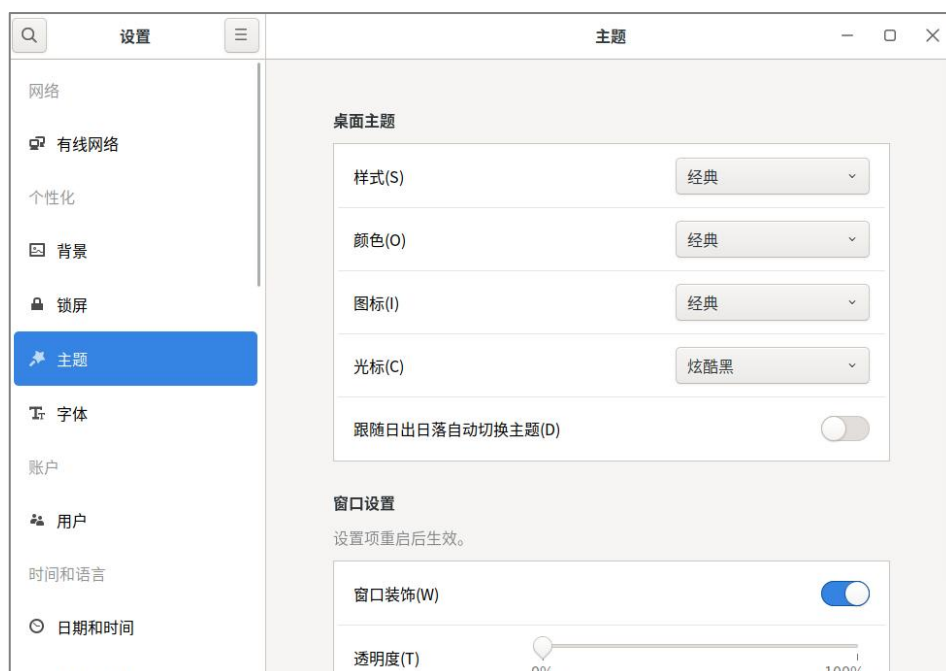 设置
主题
网络
有线网络
个性化
背景
锁屏
主题
字体
账户
用户
时间和语言
日期和时间
桌面主题
样式(S) 经典
颜色(O) 经典
图标(I) 经典
光标(C) 炫酷黑
跟随日出日落自动切换主题(D)
窗口设置
设置项重启后生效。
窗口装饰(W)
透明度(T)
0% 100%